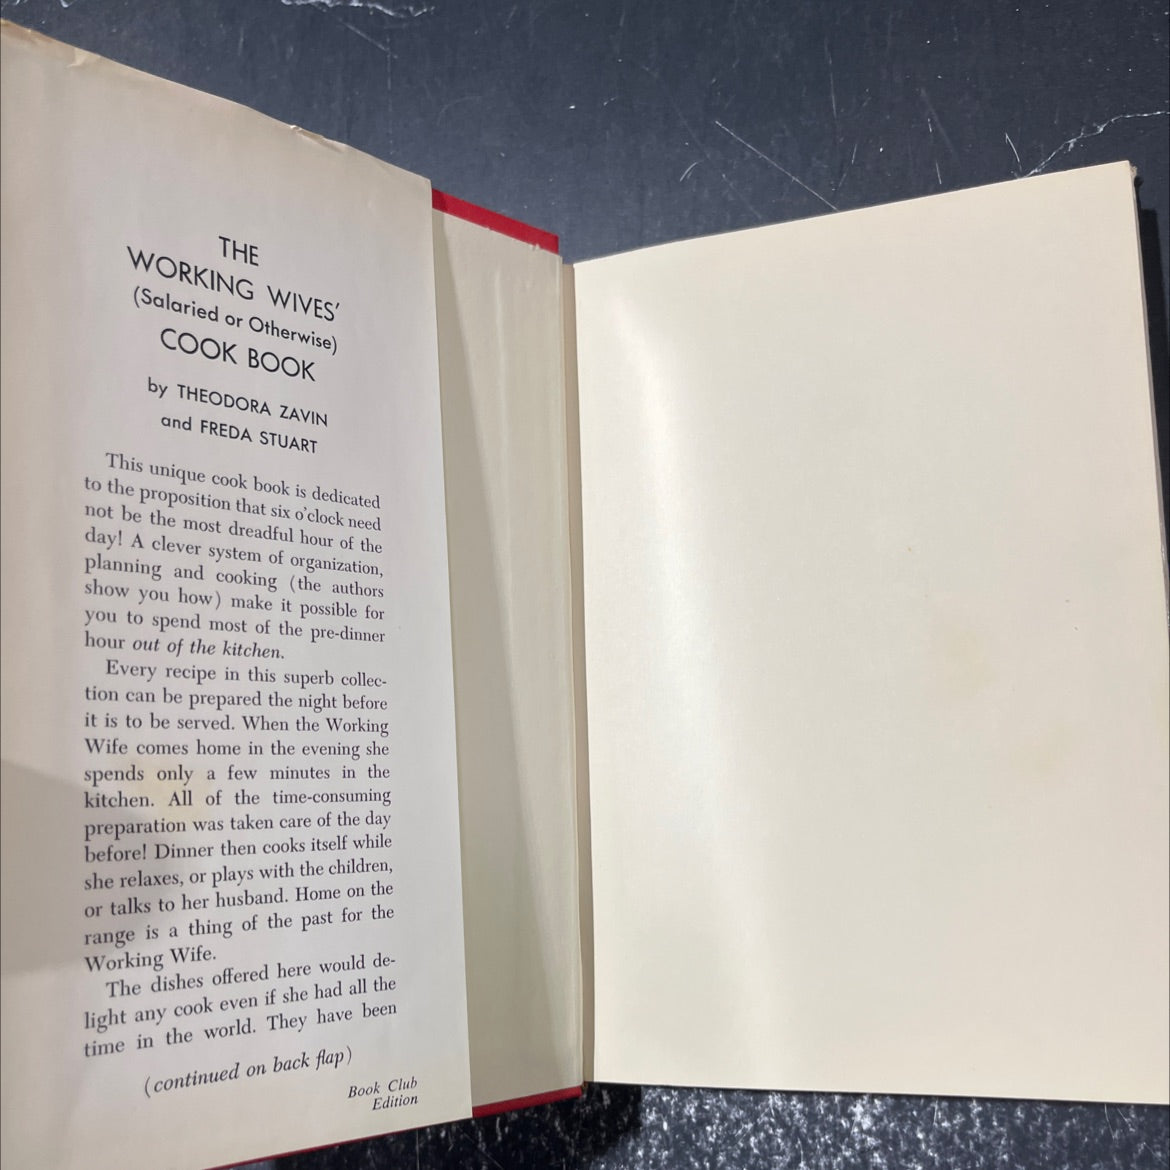 THE
WORKING WIVES'
(Salaried or Otherwise)
COOK BOOK
by THEODORA ZAVIN
and FREDA STUART
This unique cook book is dedicated
to the proposition that six o'clock need
not be the most dreadful hour of the
day! A clever system of organization,
planning and cooking (the authors
show you how) make it possible for
you to spend most of the pre-dinner
hour out of the kitchen.
Every recipe in this superb collec-
tion can be prepared the night before
it is to be served. When the Working
Wife comes home in the evening she
spends only a few minutes in the
kitchen. All of the time-consuming
preparation was taken care of the day
before! Dinner then cooks itself while
she relaxes, or plays with the children,
or talks to her husband. Home on the
range is a thing of the past for the
Working Wife.
The dishes offered here would de-
light any cook even if she had all the
time in the world. They have been
(continued on back flap)
Book Club
Edition